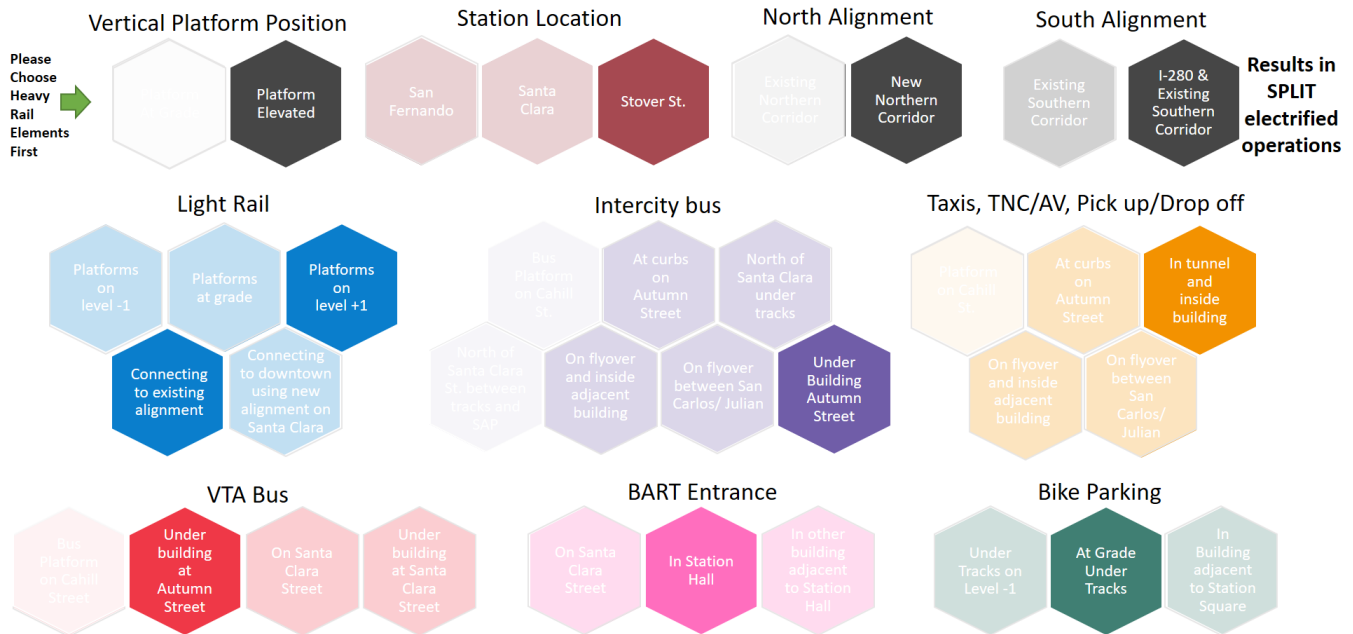 Vertical Platform Position
Station Location
North Alignment
South Alignment
Please
Choose
Heavy
Rail
Elements
First
Platform
Elevated
San
Fernando
Santa
Clara
Stover St.
Existing
Northern
Corridor
New
Northern
Corridor
Existing
Southern
Corridor
I-280 &
Existing
Southern
Corridor
Results in
SPLIT
electrified
operations
Light Rail
Intercity bus
Taxis, TNC/AV, Pick up/Drop off
Platforms
on
level -1
Platforms
at grade
Platforms
on
level +1
Connecting
to existing
alignment
Connecting
to downtown
using new
alignment on
Santa Clara
Bus
Platform
on Cahill
St.
At curbs
on
Autumn
Street
North of
Santa Clara
under
tracks
North of
Santa Clara
St. between
tracks and
SAP
On flyover
and inside
adjacent
building
On flyover
between San
Carlos/ Julian
Under
Building
Autumn
Street
Platform
on Cahill
St.
At curbs
on
Autumn
Street
In tunnel
and
inside
building
On flyover
and inside
adjacent
building
On flyover
between
San
Carlos/
Julian
VTA Bus
BART Entrance
Bike Parking
Bus
Platform
on Cahill
Street
Under
building
at
Autumn
Street
On Santa
Clara
Street
Under
building
at Santa
Clara
Street
On Santa
Clara
Street
In Station
Hall
In other
building
adjacent
to Station
Hall
Under
Tracks on
Level -1
At Grade
Under
Tracks
In
Building
adjacent
to Station
Square